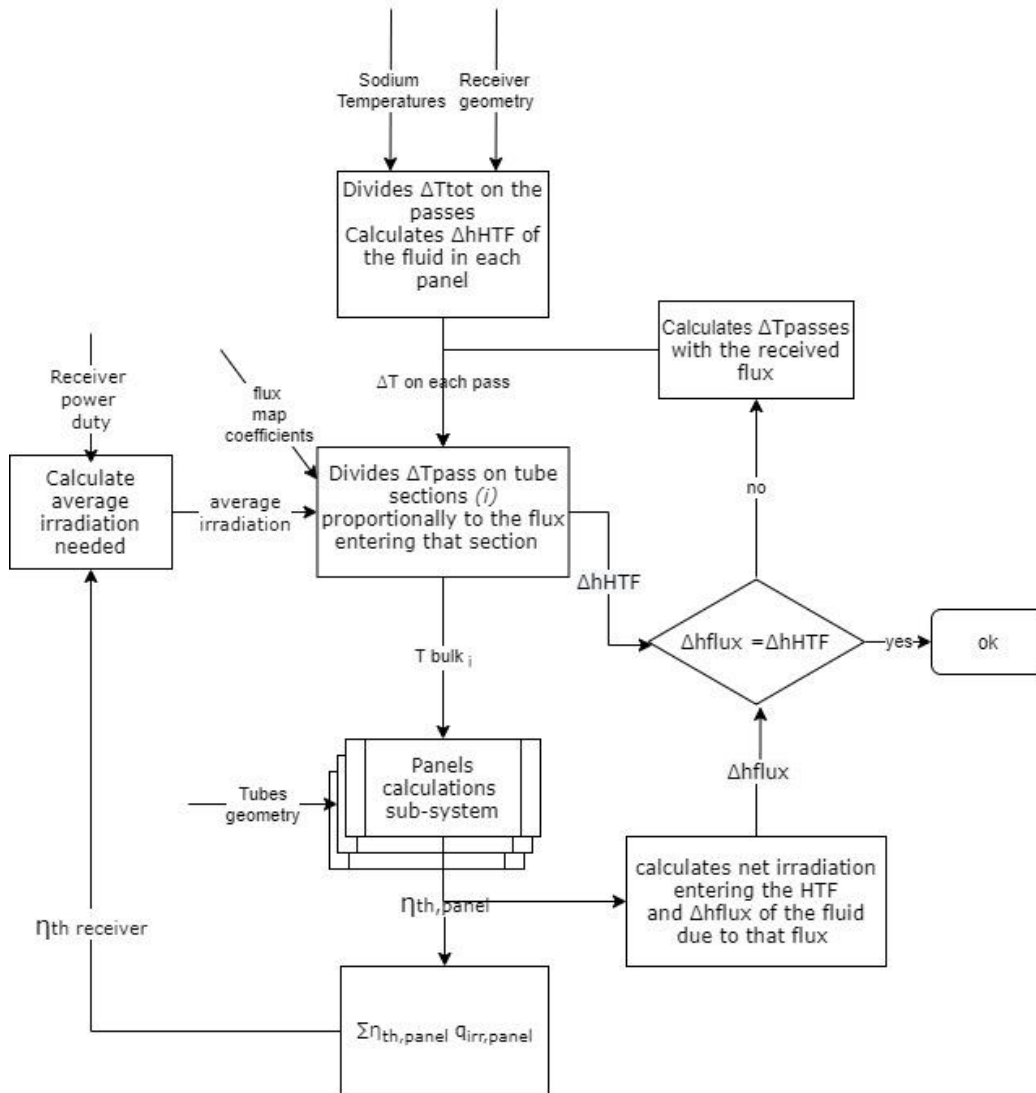 Sodium
Temperatures
Receiver
geometry
Divides ΔTtot on the
passes
Calculates ΔhHTF of
the fluid in each
panel
Calculates ΔTpasses
with the received
flux
Receiver
power
duty
flux
map
coefficients
ΔT on each pass
Calculate
average
irradiation
needed
average
irradiation
Divides ΔTpass on tube
sections (i)
proportionally to the flux
entering that section
no
ΔhHTF
Δhflux =ΔhHTF
yes
ok
T bulk i
Panels
calculations
sub-system
Tubes
geometry
Δhflux
calculates net irradiation
entering the HTF
and Δhflux of the fluid
due to that flux
ηth,panel
ηth receiver
Σηth,panel qirr,panel